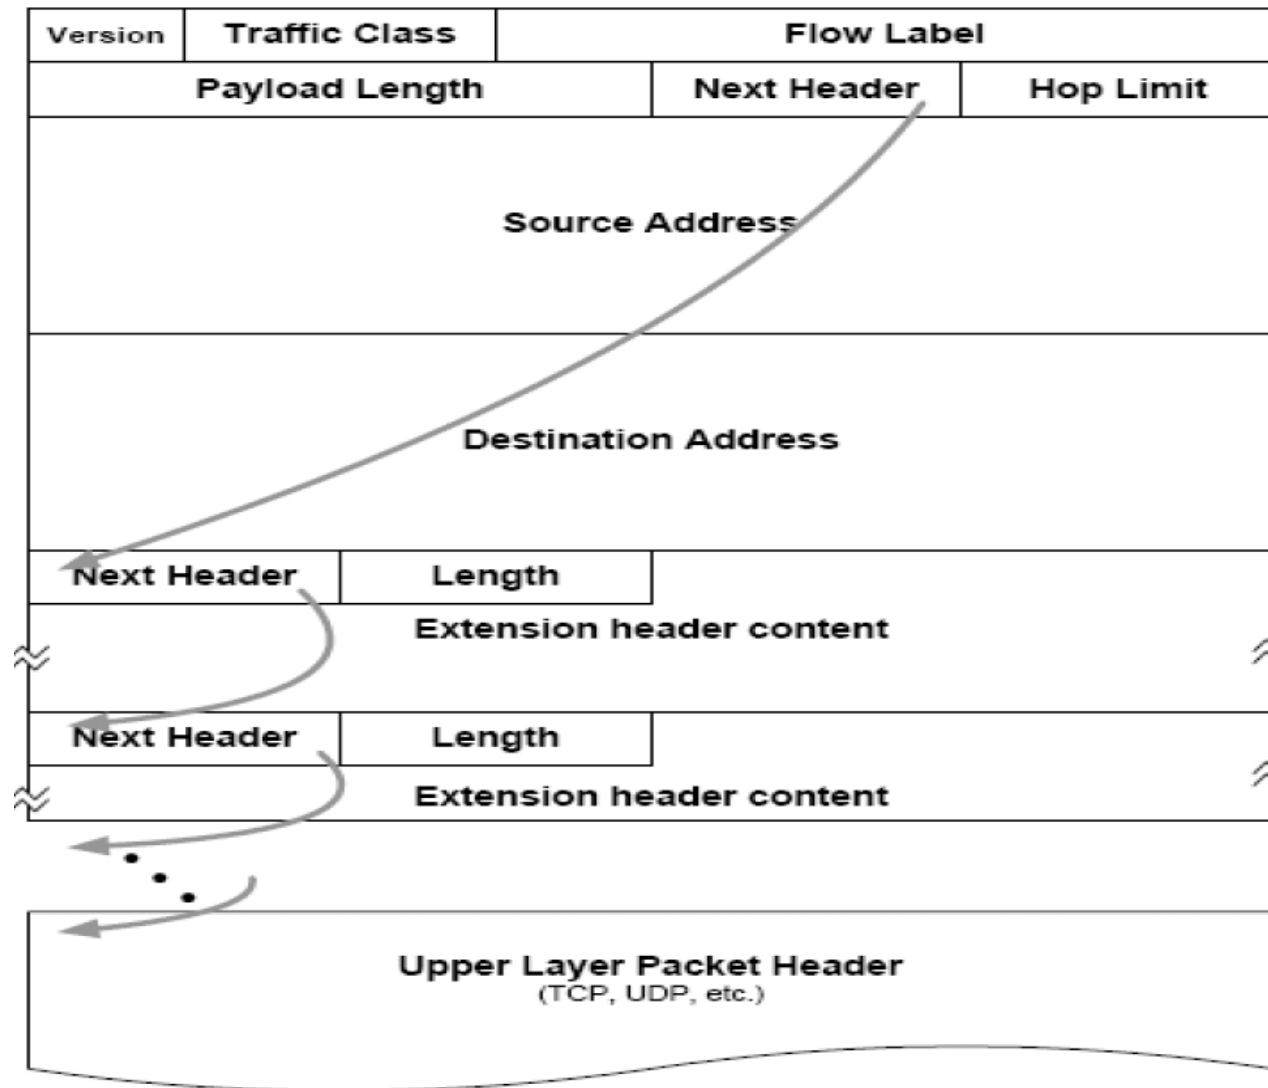 Version Traffic Class Flow Label
Payload Length Next Header Hop Limit
Source Address
Destination Address
Next Header Length
Extension header content
Next Header Length
Extension header content
Upper Layer Packet Header
(TCP, UDP, etc.)